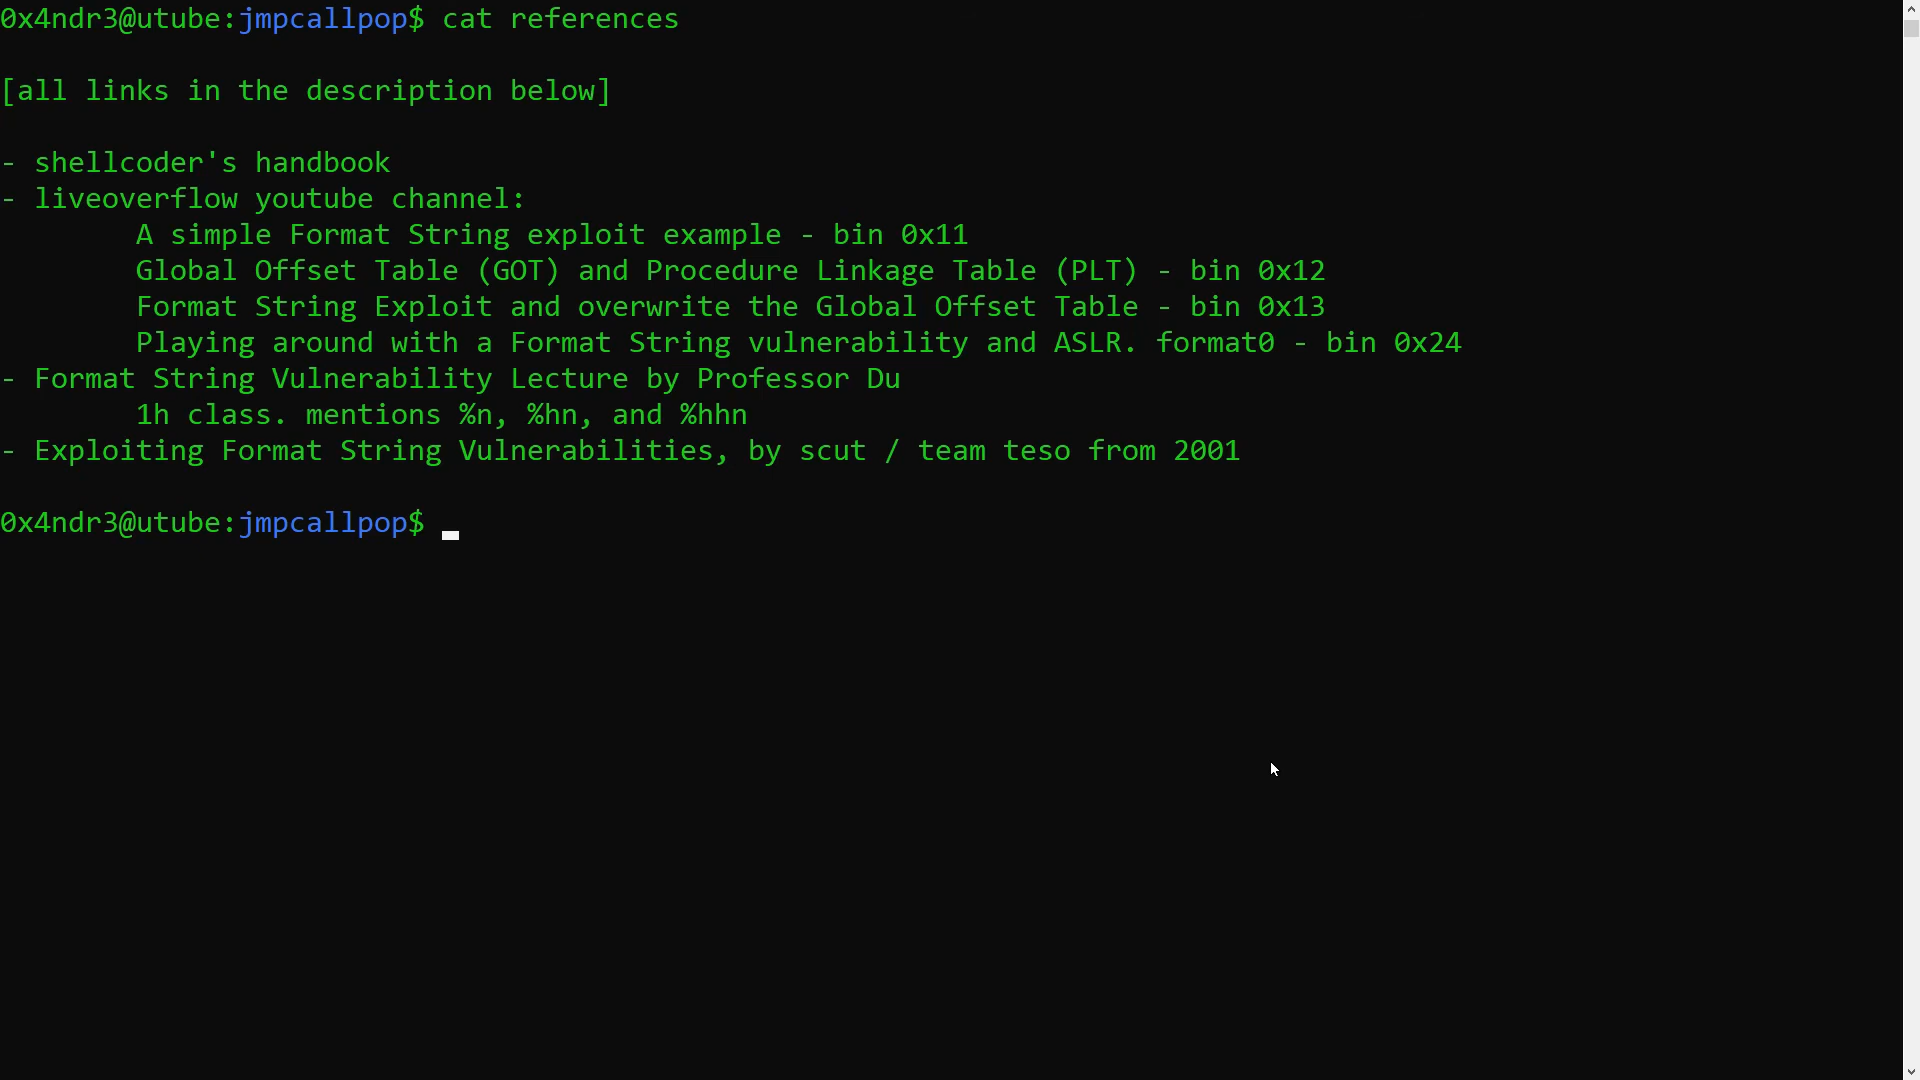 0x4ndr3@utube:jmpcallpop$ cat references
[all links in the description below]
- shellcoder's handbook
- liveoverflow youtube channel:
A simple Format String exploit example - bin 0x11
Global Offset Table (GOT) and Procedure Linkage Table (PLT) - bin 0x12
Format String Exploit and overwrite the Global Offset Table - bin 0x13
Playing around with a Format String vulnerability and ASLR. format0 - bin 0x24
- Format String Vulnerability Lecture by Professor Du
1h class. mentions %n, %hn, and %hhn
- Exploiting Format String Vulnerabilities, by scut / team teso from 2001
0x4ndr3@utube:jmpcallpop$